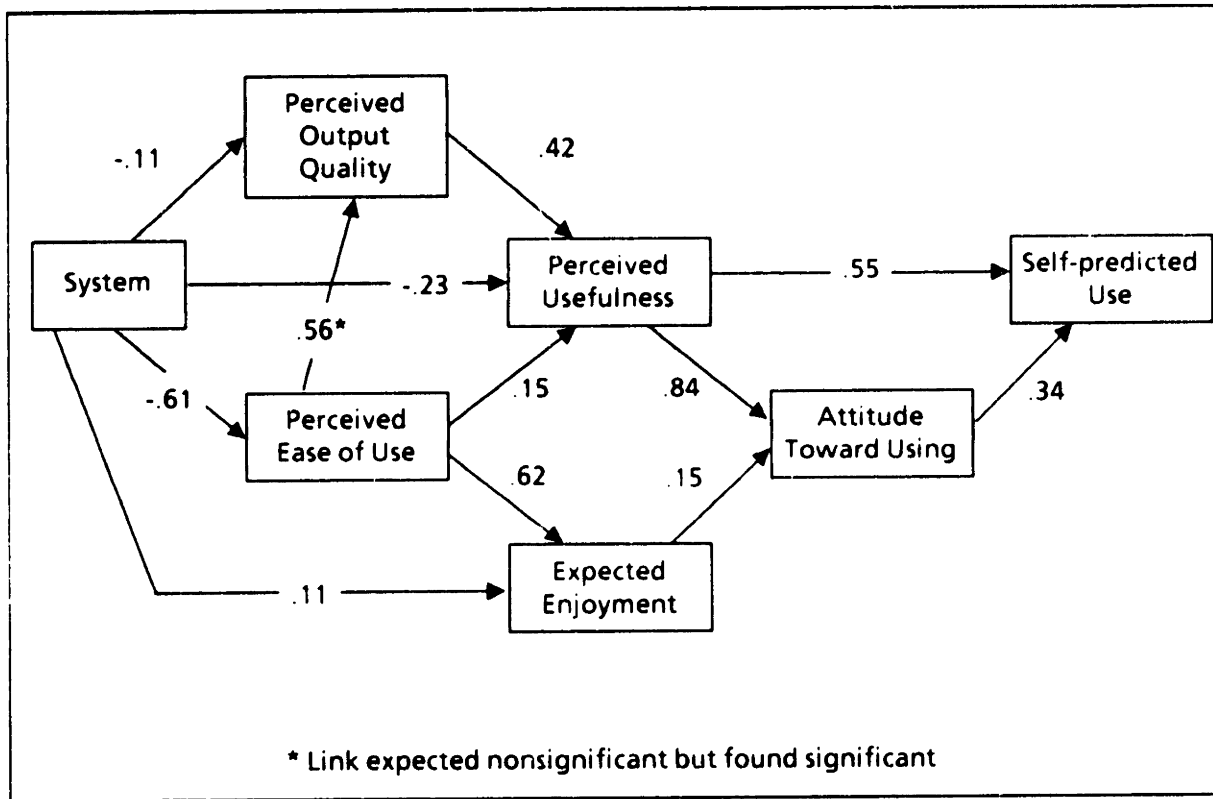 Perceived
Output
Quality
-.11
.42
System
-.23
Perceived
Usefulness
.55
Self-predicted
Use
.56*
-.61
Perceived
Ease of Use
.15
.84
Attitude
Toward Using
.34
.62
.15
Expected
Enjoyment
.11
* Link expected nonsignificant but found significant